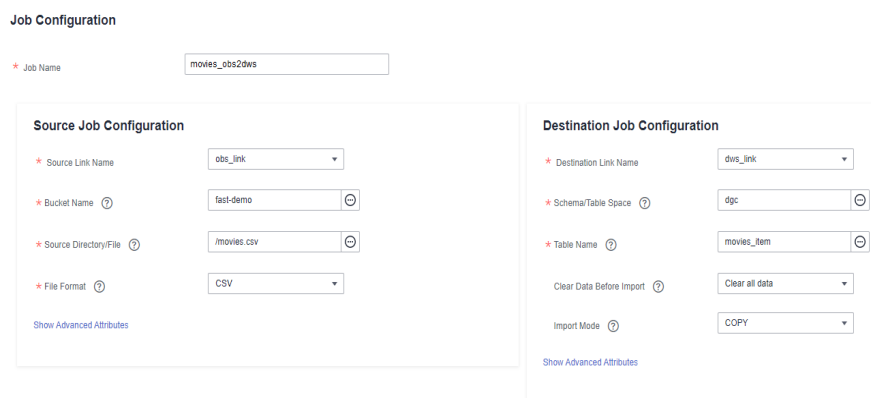 Job Configuration
* Job Name movies_obs2dws
Source Job Configuration
* Source Link Name obs_link
* Bucket Name ? fast-demo
* Source Directory/File ? /movies.csv
* File Format ? CSV
Show Advanced Attributes
Destination Job Configuration
* Destination Link Name dws_link
* Schema/Table Space ? dgc
* Table Name ? movies_item
Clear Data Before Import ? Clear all data
Import Mode ? COPY
Show Advanced Attributes